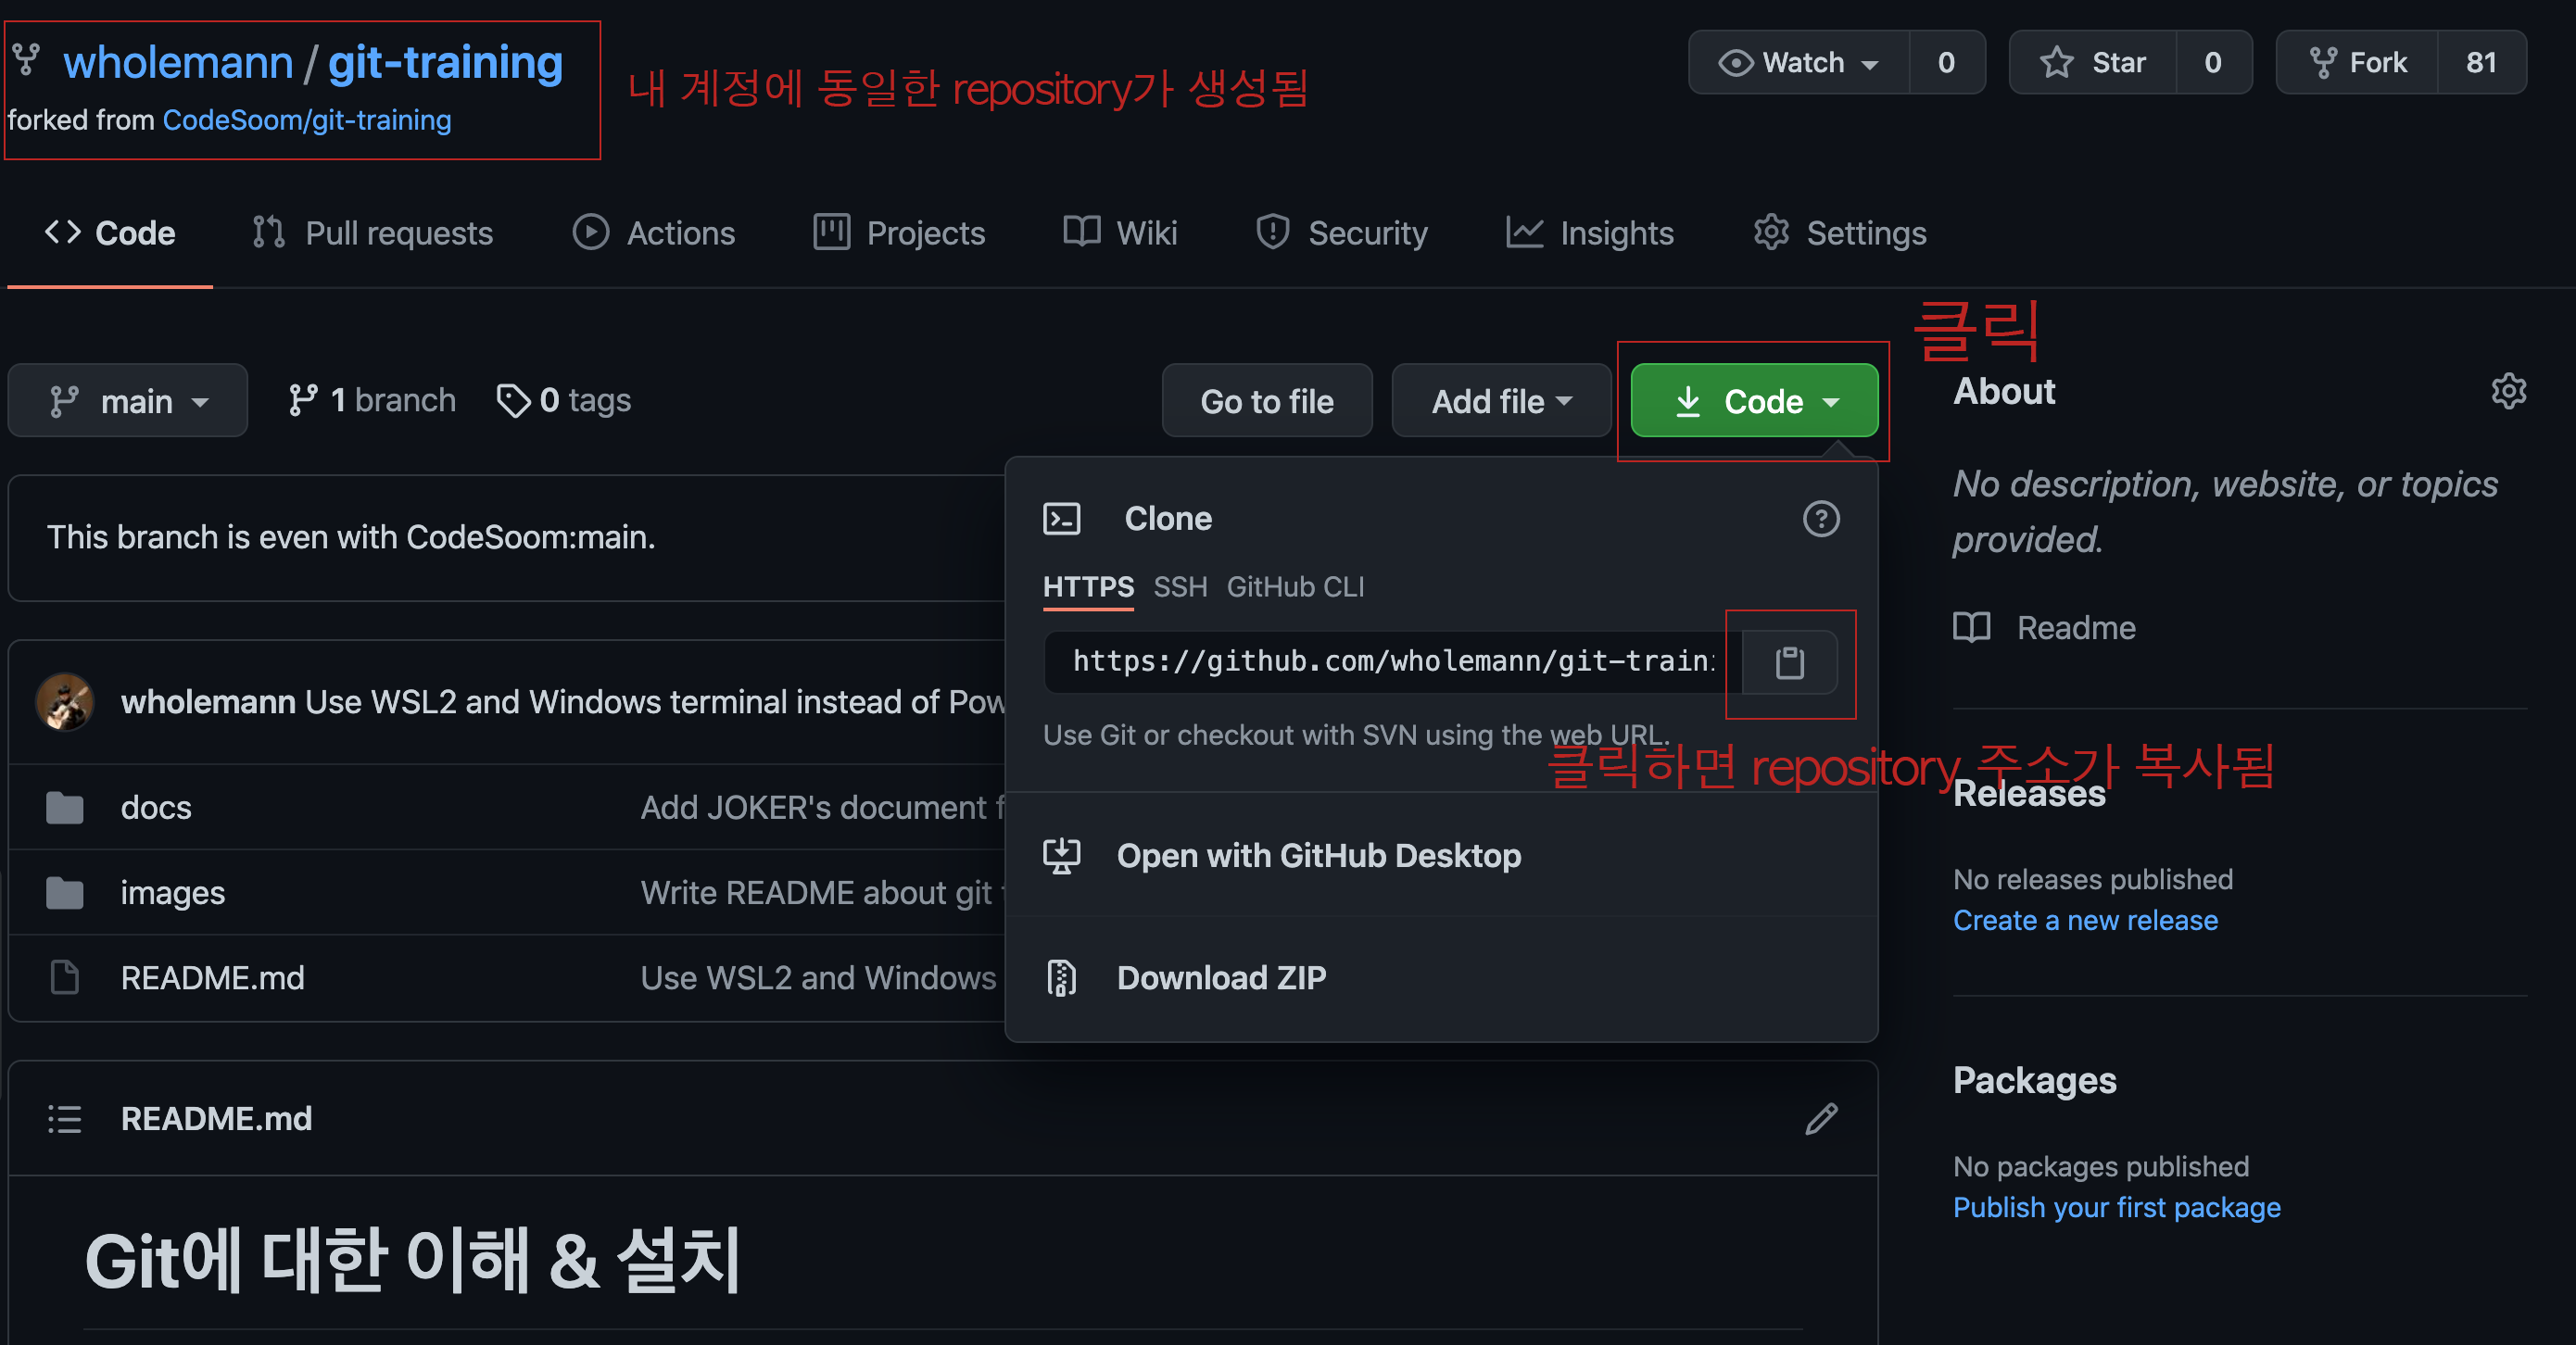 wholemann / git-training
forked from CodeSoom/git-training
내 계정에 동일한 repository가 생성됨
Watch 0 Star 0 Fork 81
Code Pull requests Actions Projects Wiki Security Insights Settings
클릭
main 1 branch 0 tags Go to file Add file Code
About
No description, website, or topics
provided.
Readme
This branch is even with CodeSoom:main.
Clone
HTTPS SSH GitHub CLI
https://github.com/wholemann/git-traini
Use Git or checkout with SVN using the web URL.
클릭하면 repository 주소가 복사됨
Open with GitHub Desktop
Download ZIP
wholemann Use WSL2 and Windows terminal instead of Pow
docs Add JOKER's document f
images Write README about git
README.md Use WSL2 and Windows
Releases
No releases published
Create a new release
Packages
No packages published
Publish your first package
README.md
Git에 대한 이해 & 설치